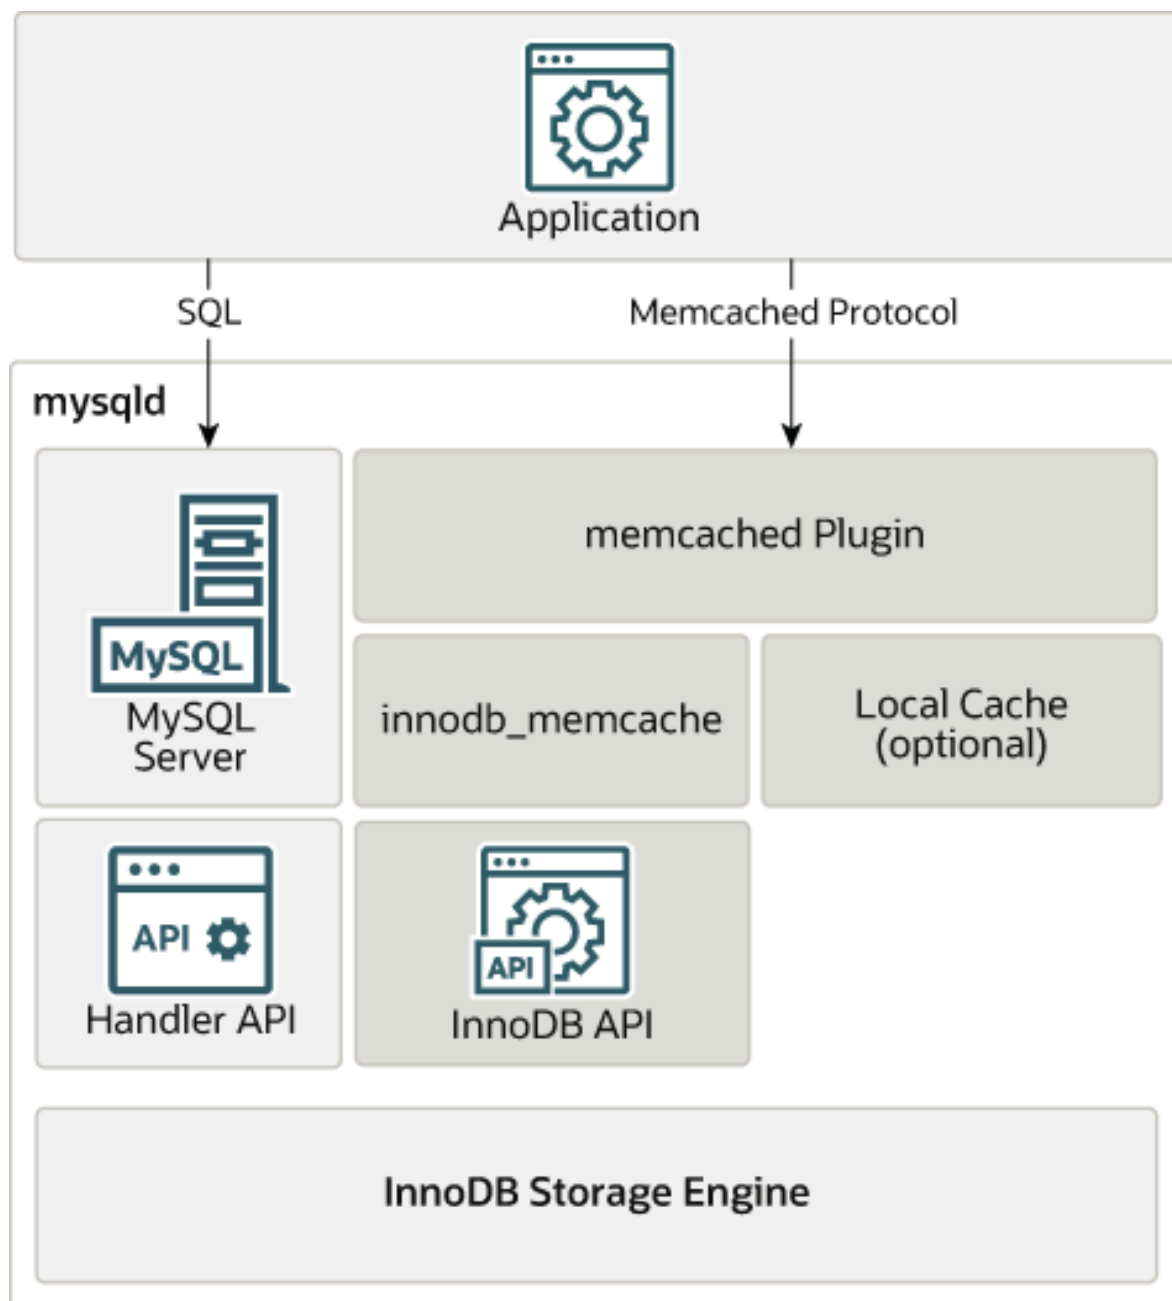 Application
SQL
Memcached Protocol
mysqld
MySQL
MySQL
Server
memcached Plugin
innodb_memcache
Local Cache
(optional)
API
Handler API
API
InnoDB API
InnoDB Storage Engine